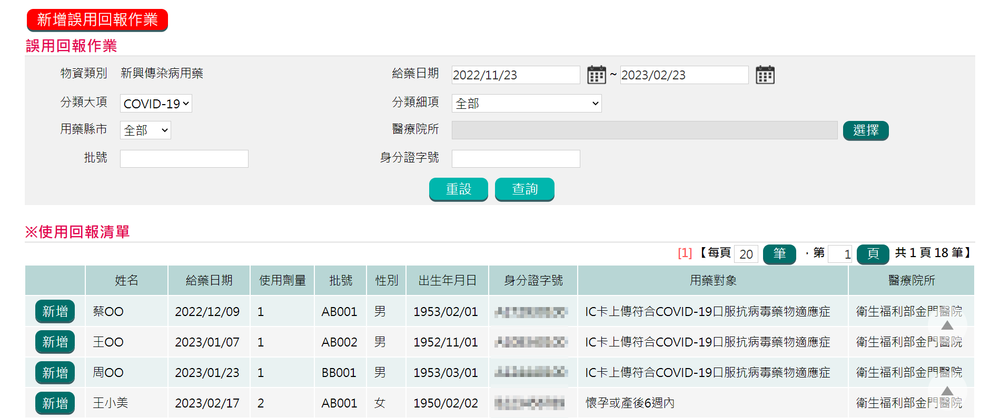 新增誤用回報作業
誤用回報作業
物資類別 新興傳染病用藥 給藥日期 2022/11/23 ~ 2023/02/23
分類大項 COVID-19 分類細項 全部
用藥縣市 全部 醫療院所 選擇
批號 身分證字號
重設 查詢
※使用回報清單
[1] 【每頁 20 筆 ，第 1 頁 共 1 頁 18 筆】
姓名 給藥日期 使用劑量 批號 性別 出生年月日 身分證字號 用藥對象 醫療院所
新增 蔡OO 2022/12/09 1 AB001 男 1953/02/01 IC卡上傳符合COVID-19口服抗病毒藥物適應症 衛生福利部金門醫院
新增 王OO 2023/01/07 1 AB002 男 1952/11/01 IC卡上傳符合COVID-19口服抗病毒藥物適應症 衛生福利部金門醫院
新增 周OO 2023/01/23 1 BB001 男 1953/03/01 IC卡上傳符合COVID-19口服抗病毒藥物適應症 衛生福利部金門醫院
新增 王小美 2023/02/17 2 AB001 女 1950/02/02 懷孕或產後6週內 衛生福利部金門醫院